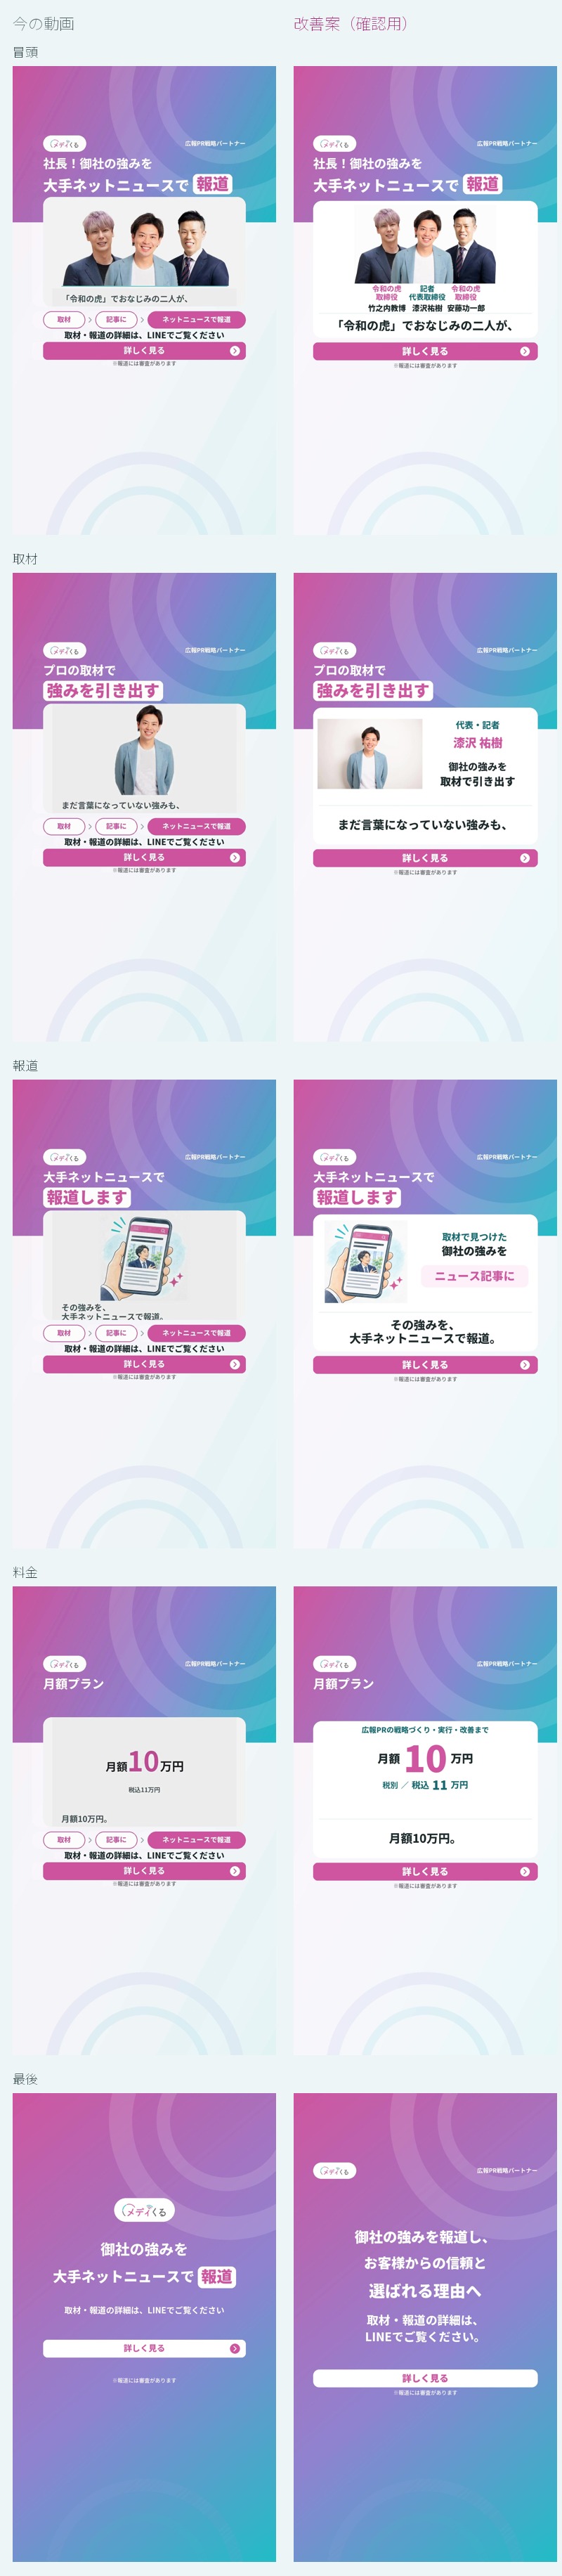 今の動画
改善案（確認用）
冒頭
メディくる
広報PR戦略パートナー
社長！御社の強みを
大手ネットニュースで 報道
「令和の虎」でおなじみの二人が、
取材 > 記事に > ネットニュースで報道
取材・報道の詳細は、LINEでご覧ください
詳しく見る
※報道には審査があります
メディくる
広報PR戦略パートナー
社長！御社の強みを
大手ネットニュースで 報道
令和の虎 記者 令和の虎
取締役 代表取締役 取締役
竹之内教博 漆沢祐樹 安藤功一郎
「令和の虎」でおなじみの二人が、
詳しく見る
※報道には審査があります
取材
メディくる
広報PR戦略パートナー
プロの取材で
強みを引き出す
まだ言葉になっていない強みも、
取材 > 記事に > ネットニュースで報道
取材・報道の詳細は、LINEでご覧ください
詳しく見る
※報道には審査があります
メディくる
広報PR戦略パートナー
プロの取材で
強みを引き出す
代表・記者
漆沢 祐樹
御社の強みを
取材で引き出す
まだ言葉になっていない強みも、
詳しく見る
※報道には審査があります
報道
メディくる
広報PR戦略パートナー
大手ネットニュースで
報道します
その強みを、
大手ネットニュースで報道。
取材 > 記事に > ネットニュースで報道
取材・報道の詳細は、LINEでご覧ください
詳しく見る
※報道には審査があります
メディくる
広報PR戦略パートナー
大手ネットニュースで
報道します
取材で見つけた
御社の強みを
ニュース記事に
その強みを、
大手ネットニュースで報道。
詳しく見る
※報道には審査があります
料金
メディくる
広報PR戦略パートナー
月額プラン
月額10万円
税込11万円
月額10万円。
取材 > 記事に > ネットニュースで報道
取材・報道の詳細は、LINEでご覧ください
詳しく見る
※報道には審査があります
メディくる
広報PR戦略パートナー
月額プラン
広報PRの戦略づくり・実行・改善まで
月額 10 万円
税別 ／ 税込 11 万円
月額10万円。
詳しく見る
※報道には審査があります
最後
メディくる
御社の強みを
大手ネットニュースで 報道
取材・報道の詳細は、LINEでご覧ください
詳しく見る
※報道には審査があります
メディくる
広報PR戦略パートナー
御社の強みを報道し、
お客様からの信頼と
選ばれる理由へ
取材・報道の詳細は、
LINEでご覧ください。
詳しく見る
※報道には審査があります